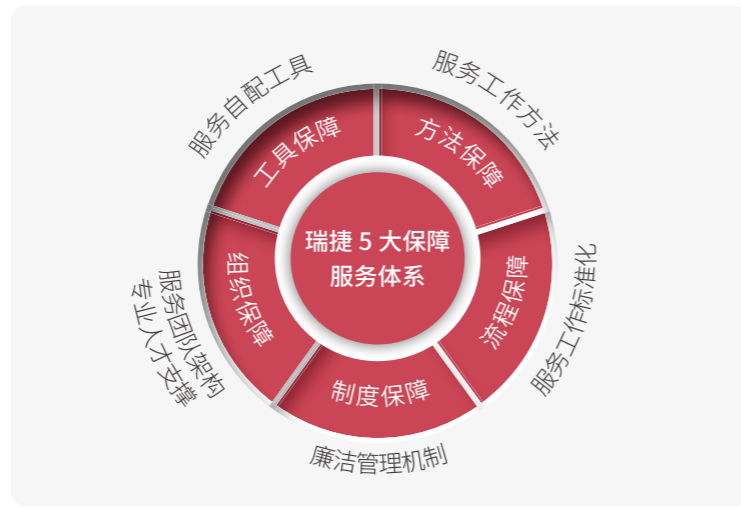 瑞捷 5 大保障
服务体系
方法保障
服务工作方法
流程保障
服务工作标准化
制度保障
廉洁管理机制
组织保障
服务团队架构
专业人才支撑
工具保障
服务自配工具